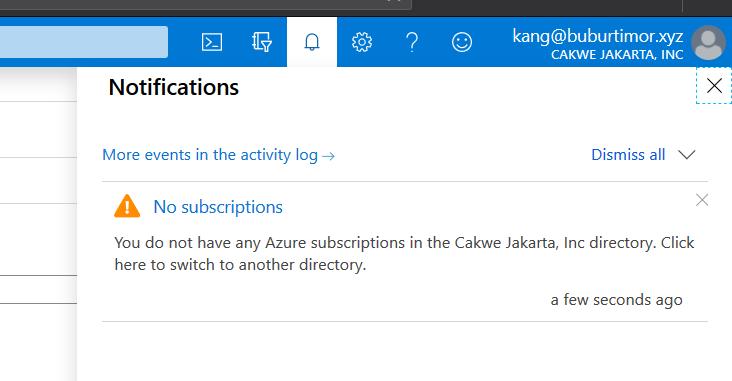 kang@buburtimor.xyz
CAKWE JAKARTA, INC
Notifications
More events in the activity log →
Dismiss all
No subscriptions
You do not have any Azure subscriptions in the Cakwe Jakarta, Inc directory. Click
here to switch to another directory.
a few seconds ago